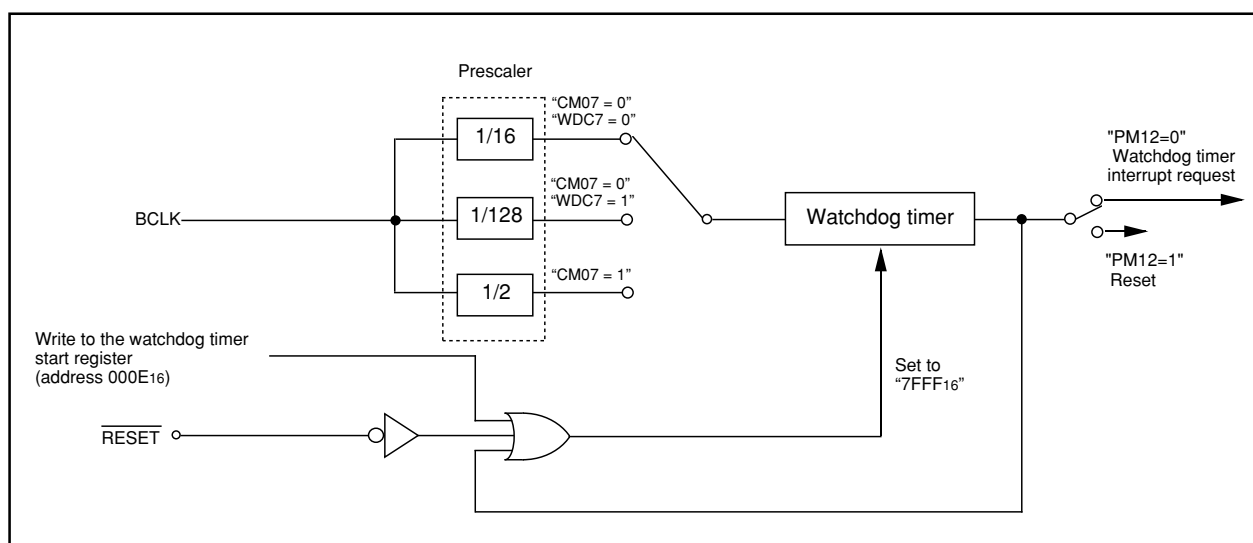 Prescaler
“CM07 = 0”
“WDC7 = 0”
1/16
"PM12=0"
Watchdog timer
interrupt request
“CM07 = 0”
“WDC7 = 1”
BCLK
1/128
Watchdog timer
"PM12=1"
Reset
“CM07 = 1”
1/2
Write to the watchdog timer
start register
(address 000E16)
Set to
“7FFF16”
RESET